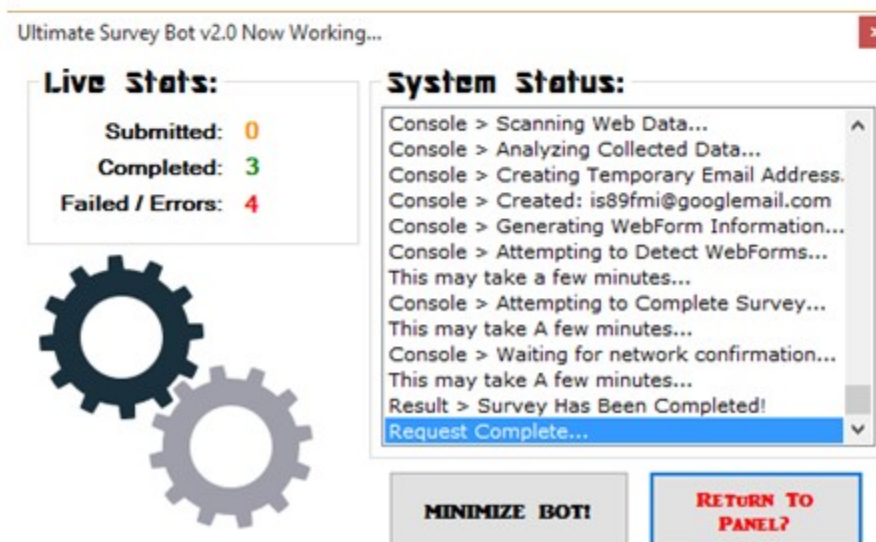 Ultimate Survey Bot v2.0 Now Working...
Live Stats:
Submitted: 0
Completed: 3
Failed / Errors: 4
System Status:
Console > Scanning Web Data...
Console > Analyzing Collected Data...
Console > Creating Temporary Email Address.
Console > Created: is89fmi@googlemail.com
Console > Generating WebForm Information...
Console > Attempting to Detect WebForms...
This may take a few minutes...
Console > Attempting to Complete Survey...
This may take A few minutes...
Console > Waiting for network confirmation...
This may take A few minutes...
Result > Survey Has Been Completed!
Request Complete...
MINIMIZE BOT!
RETURN TO
PANEL?